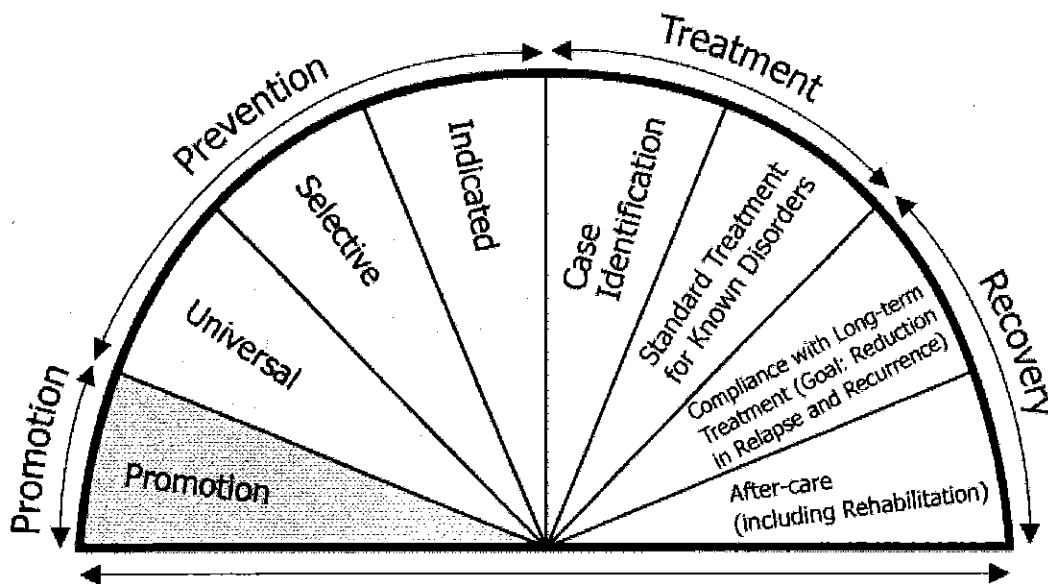 Promotion
Prevention
Treatment
Recovery
Promotion
Universal
Selective
Indicated
Case
Identification
Standard Treatment
for Known Disorders
Compliance with Long-term
Treatment (Goal: Reduction
in Relapse and Recurrence)
After-care
(including Rehabilitation)